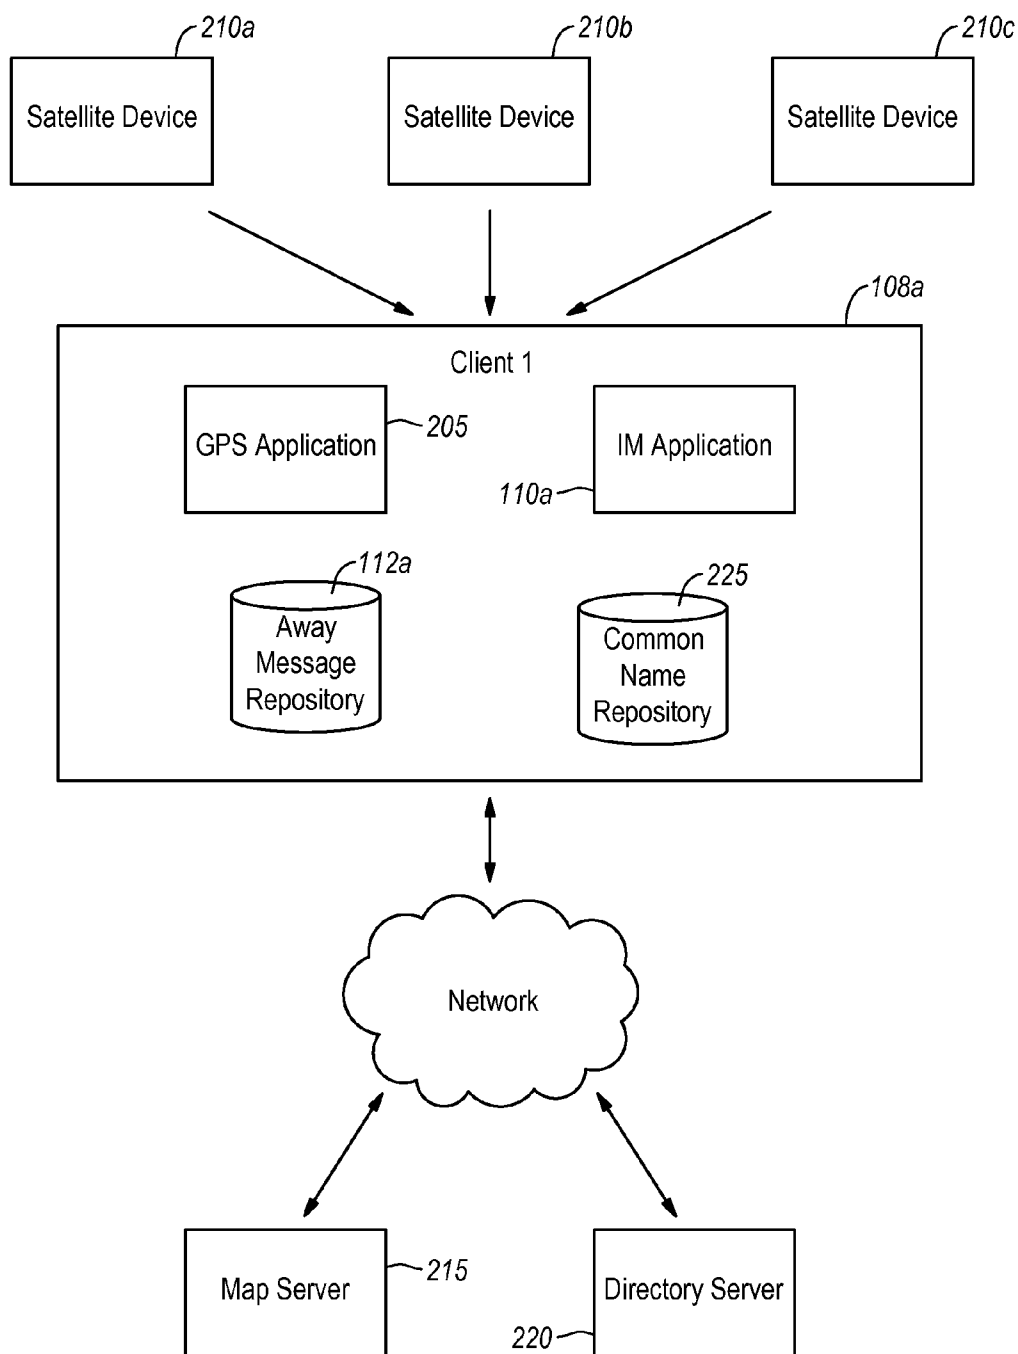 210a
210b
210c
Satellite Device
Satellite Device
Satellite Device
108a
Client 1
GPS Application
205
IM Application
110a
112a
Away
Message
Repository
225
Common
Name
Repository
Network
Map Server
215
Directory Server
220